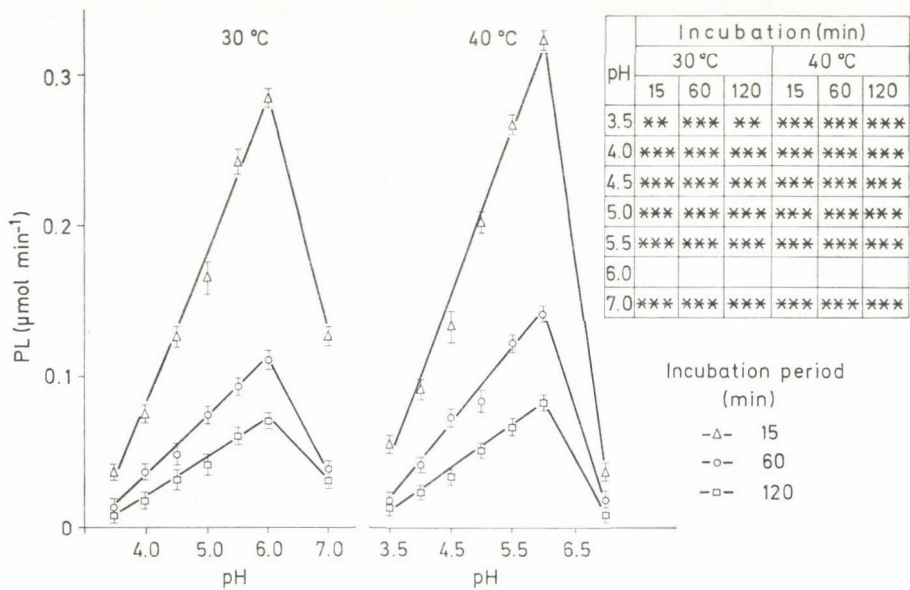 30 °C
40 °C
PL (μmol min⁻¹)
0.3
0.2
0.1
0
4.0 5.0 6.0 7.0
pH
3.5 4.5 5.5 6.5
pH
pH Incubation (min)
30 °C 40 °C
15 60 120 15 60 120
3.5 ** *** ** *** *** ***
4.0 *** *** *** *** *** ***
4.5 *** *** *** *** *** ***
5.0 *** *** *** *** *** ***
5.5 *** *** *** *** *** ***
6.0
7.0 *** *** *** *** *** ***
Incubation period
(min)
15
60
120